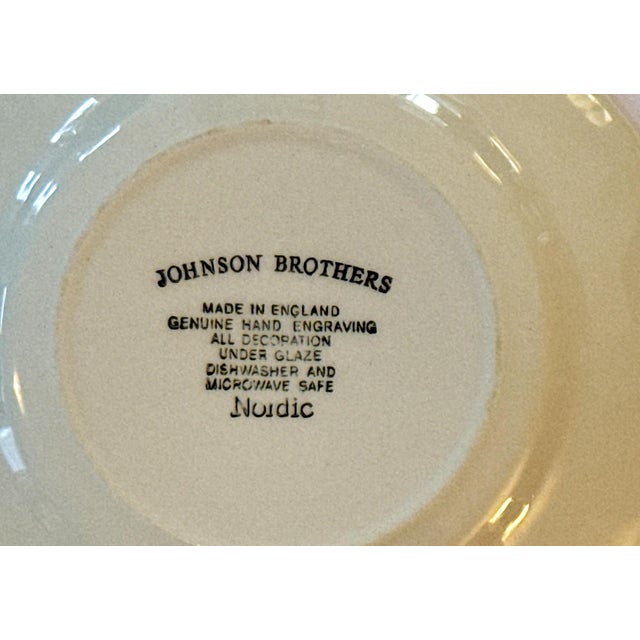 JOHNSON BROTHERS
MADE IN ENGLAND
GENUINE HAND ENGRAVING
ALL DECORATION
UNDER GLAZE
DISHWASHER AND
MICROWAVE SAFE
Nordic